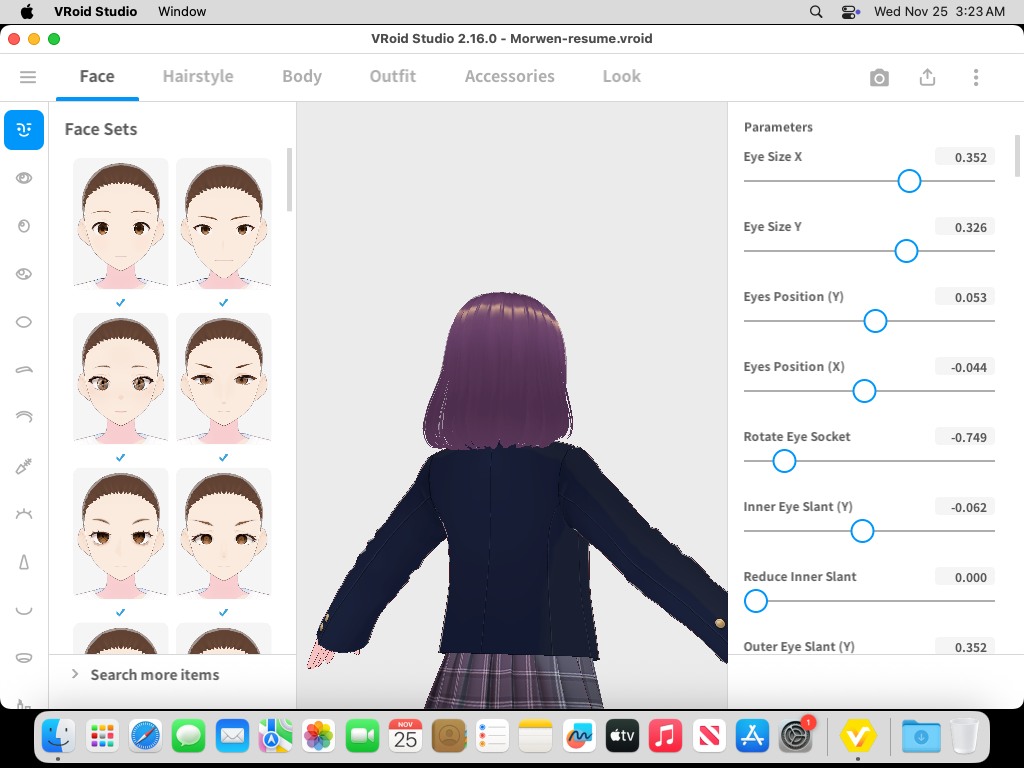 VRoid Studio Window Wed Nov 25 3:23 AM
VRoid Studio 2.16.0 - Morwen-resume.vroid
Face Hairstyle Body Outfit Accessories Look
Face Sets
Search more items
Parameters
Eye Size X 0.352
Eye Size Y 0.326
Eyes Position (Y) 0.053
Eyes Position (X) -0.044
Rotate Eye Socket -0.749
Inner Eye Slant (Y) -0.062
Reduce Inner Slant 0.000
Outer Eye Slant (Y) 0.352
NOV
25
tv
1